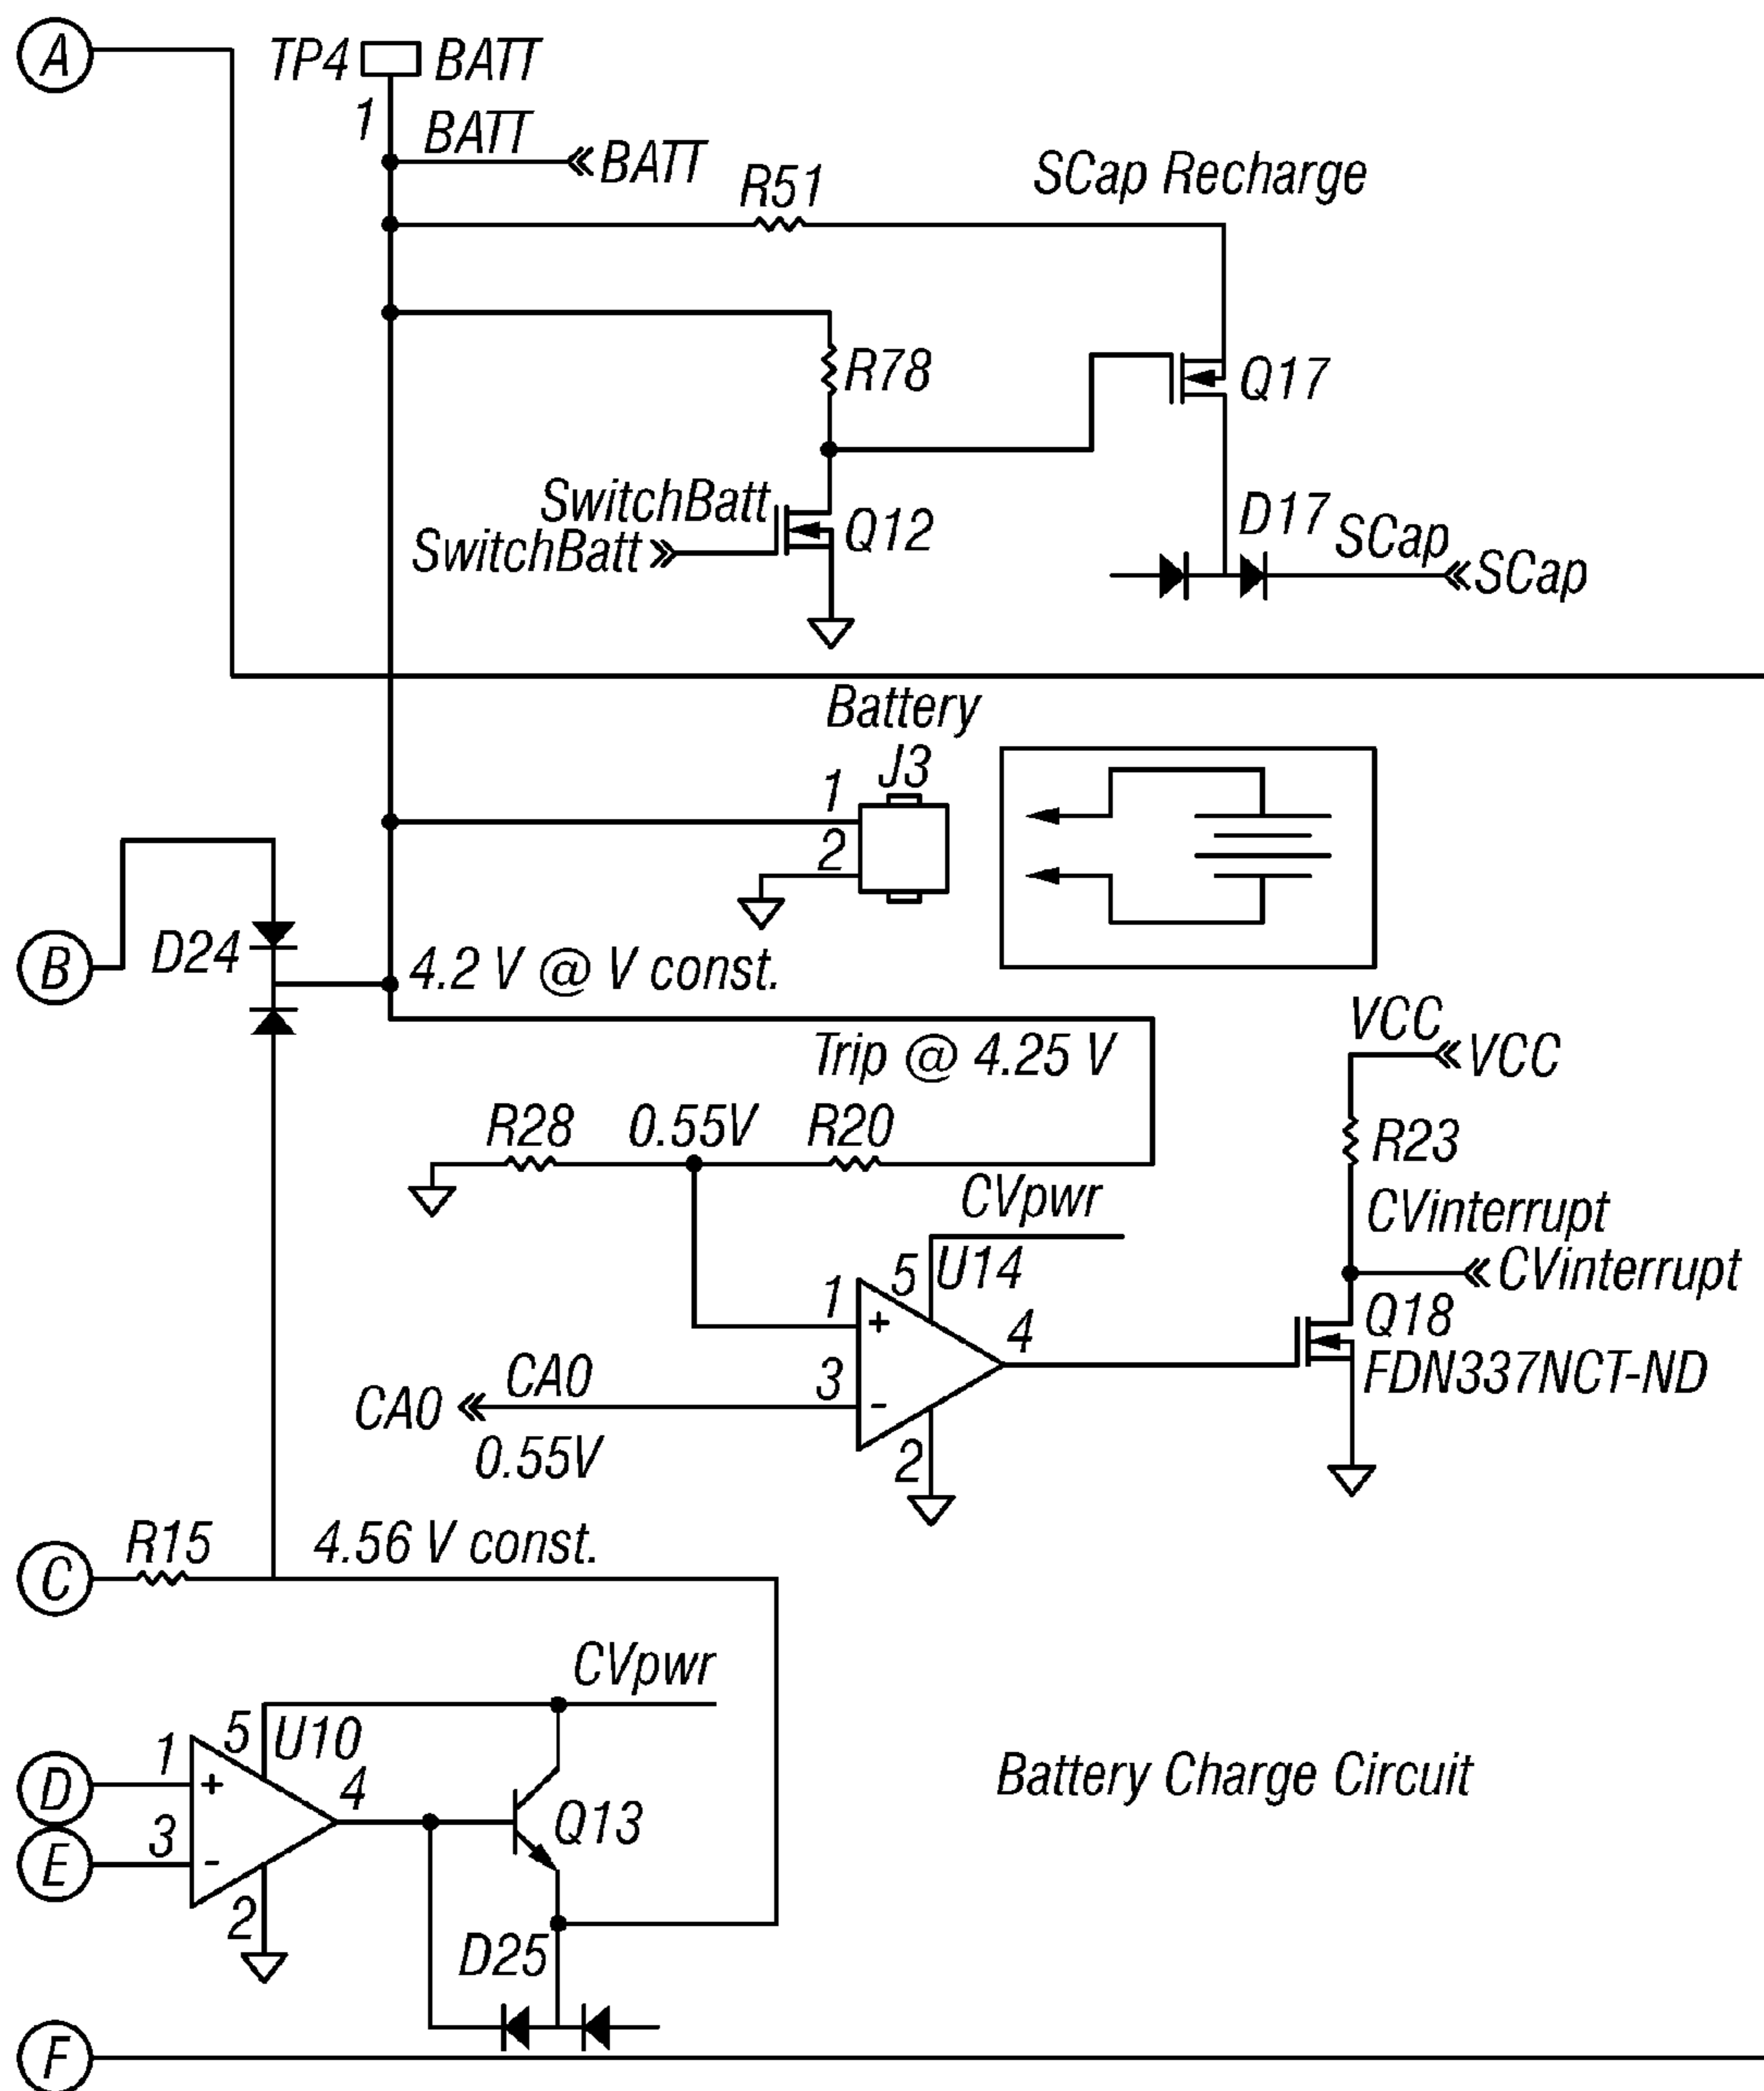 A
TP4 BATT
1
BATT
BATT
R51
SCap Recharge
R78
Q17
SwitchBatt
SwitchBatt
Q12
D17
SCap
SCap
Battery
J3
1
2
B
D24
4.2 V @ V const.
Trip @ 4.25 V
VCC
VCC
R28
0.55V
R20
R23
CVpwr
CVinterrupt
CVinterrupt
5
U14
1
+
4
Q18
FDN337NCT-ND
CA0
CA0
3
-
0.55V
2
C
R15
4.56 V const.
CVpwr
5
U10
D
1
+
4
Q13
E
3
-
2
D25
Battery Charge Circuit
F